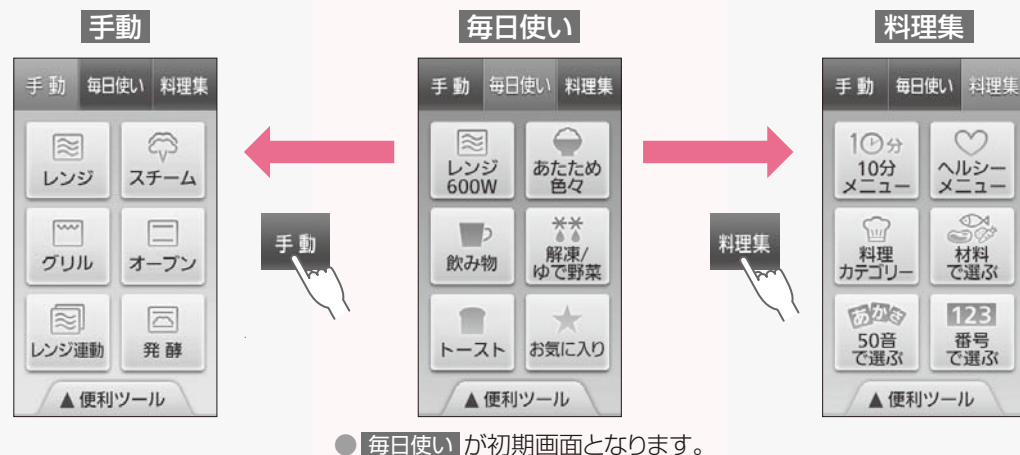 手動
毎日使い
料理集
手動 毎日使い 料理集
レンジ
スチーム
グリル
オーブン
レンジ連動
発酵
▲便利ツール
手動
手動 毎日使い 料理集
レンジ
600W
あたため
色々
飲み物
解凍/
ゆで野菜
トースト
お気に入り
▲便利ツール
料理集
手動 毎日使い 料理集
10分
10分
メニュー
ヘルシー
メニュー
料理
カテゴリー
材料
で選ぶ
あかさ
50音
で選ぶ
123
番号
で選ぶ
▲便利ツール
● 毎日使い が初期画面となります。